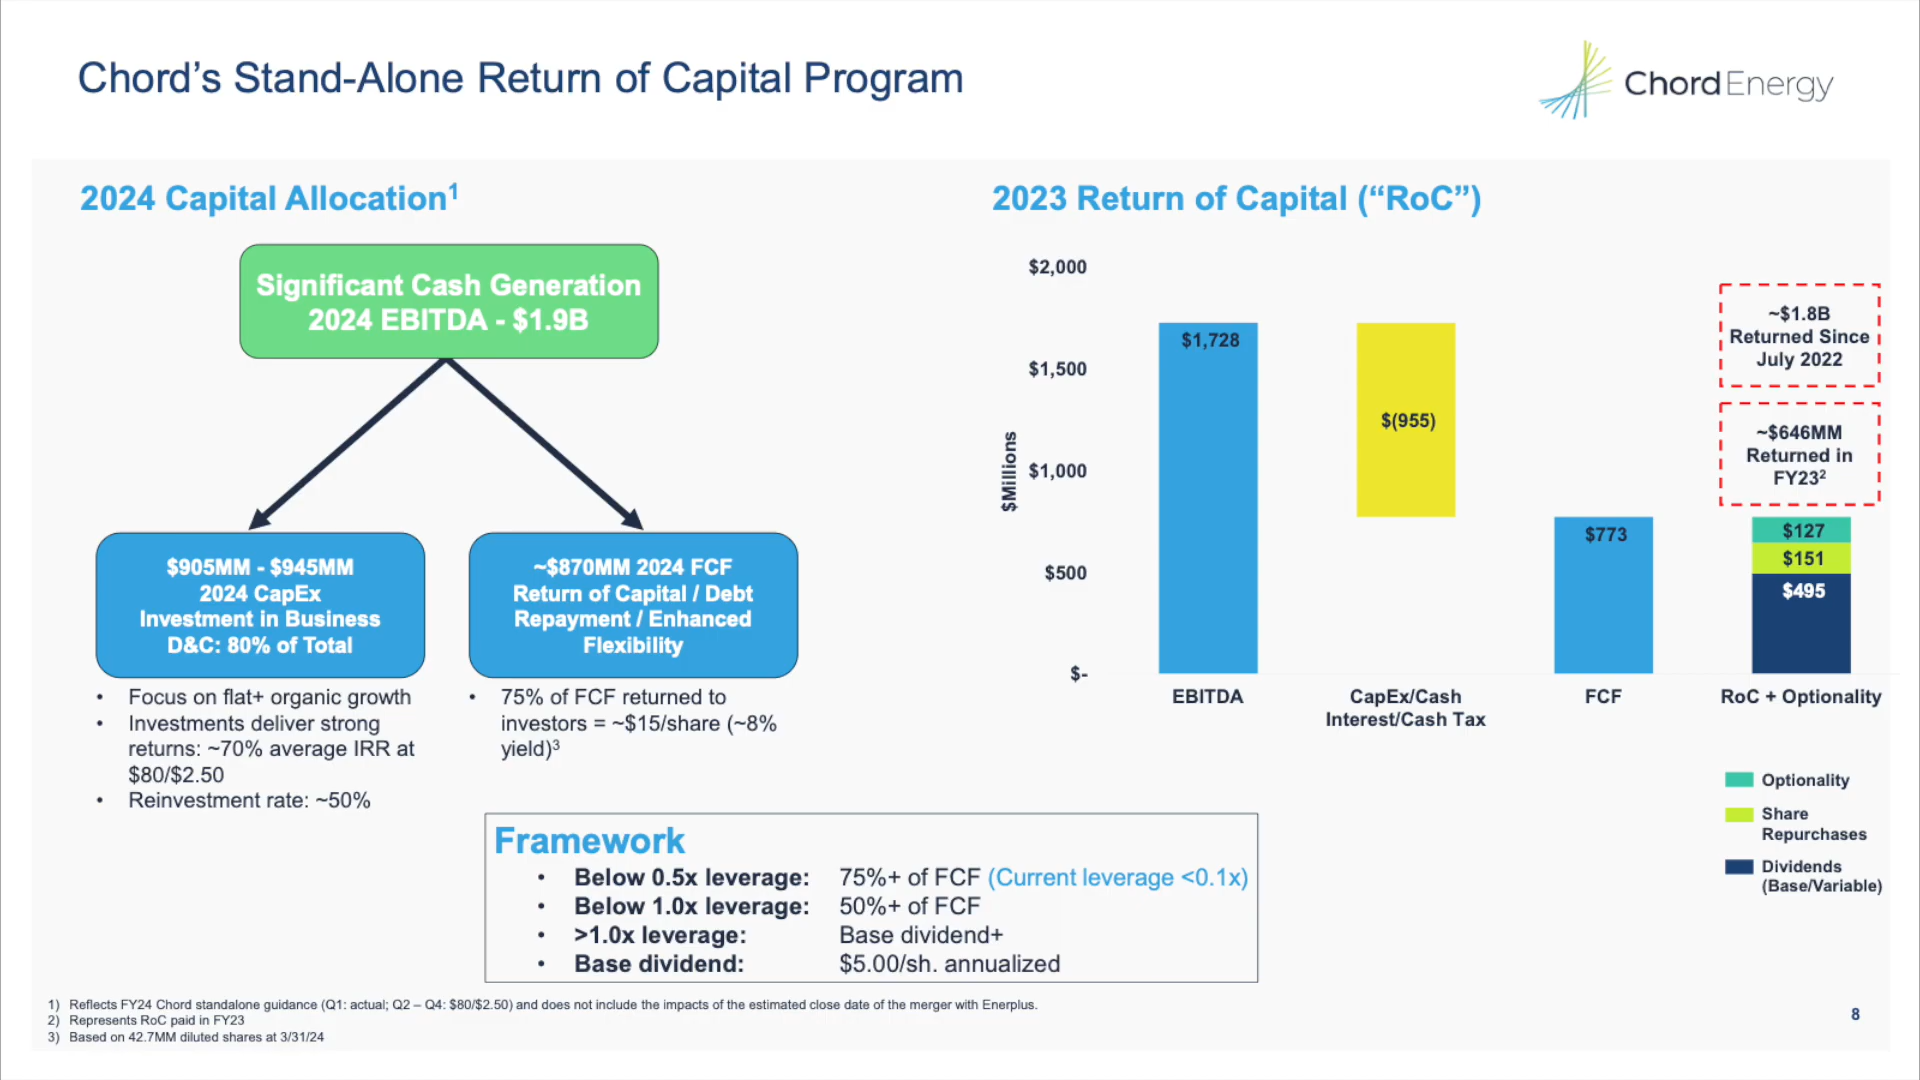 Chord's Stand-Alone Return of Capital Program
Chord Energy
2024 Capital Allocation¹
Significant Cash Generation
2024 EBITDA - $1.9B
$905MM - $945MM
2024 CapEx
Investment in Business
D&C: 80% of Total
• Focus on flat+ organic growth
• Investments deliver strong
returns: ~70% average IRR at
$80/$2.50
• Reinvestment rate: ~50%
~$870MM 2024 FCF
Return of Capital / Debt
Repayment / Enhanced
Flexibility
• 75% of FCF returned to
investors = ~$15/share (~8%
yield)³
2023 Return of Capital (“RoC”)
$Millions
$2,000
$1,500
$1,000
$500
$-
$1,728
$(955)
$773
$127
$151
$495
~$1.8B
Returned Since
July 2022
~$646MM
Returned in
FY23²
EBITDA
CapEx/Cash
Interest/Cash Tax
FCF
RoC + Optionality
Optionality
Share
Repurchases
Dividends
(Base/Variable)
Framework
• Below 0.5x leverage: 75%+ of FCF (Current leverage <0.1x)
• Below 1.0x leverage: 50%+ of FCF
• >1.0x leverage: Base dividend+
• Base dividend: $5.00/sh. annualized
1) Reflects FY24 Chord standalone guidance (Q1: actual; Q2 – Q4: $80/$2.50) and does not include the impacts of the estimated close date of the merger with Enerplus.
2) Represents RoC paid in FY23
3) Based on 42.7MM diluted shares at 3/31/24
8